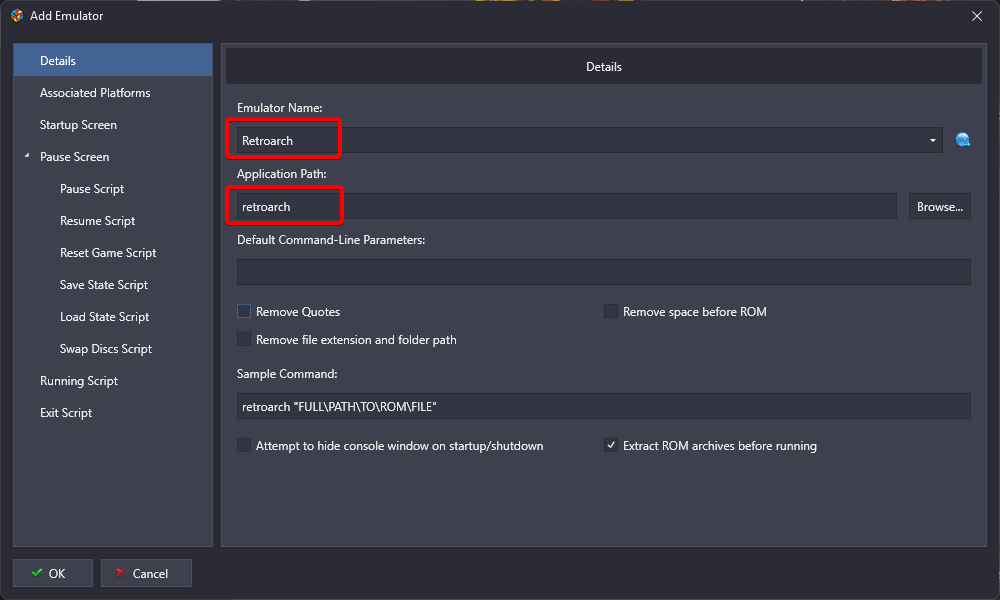 Add Emulator
Details
Associated Platforms
Startup Screen
Pause Screen
Pause Script
Resume Script
Reset Game Script
Save State Script
Load State Script
Swap Discs Script
Running Script
Exit Script
Details
Emulator Name:
Retroarch
Application Path:
retroarch
Browse...
Default Command-Line Parameters:
Remove Quotes
Remove space before ROM
Remove file extension and folder path
Sample Command:
retroarch "FULL\PATH\TO\ROM\FILE"
Attempt to hide console window on startup/shutdown
Extract ROM archives before running
OK
Cancel